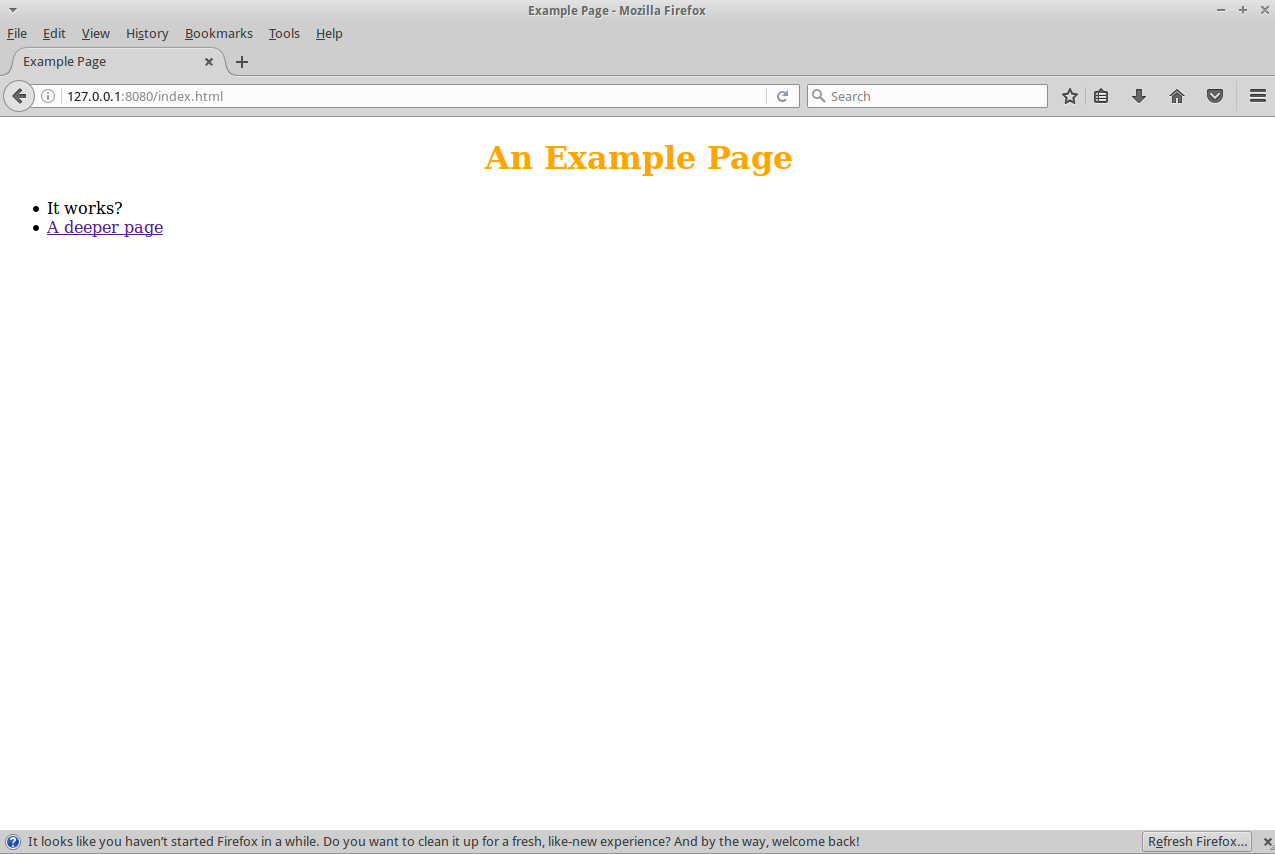 Example Page - Mozilla Firefox
File Edit View History Bookmarks Tools Help
Example Page
127.0.0.1:8080/index.html
Search
An Example Page
It works?
A deeper page
It looks like you haven't started Firefox in a while. Do you want to clean it up for a fresh, like-new experience? And by the way, welcome back! Refresh Firefox...